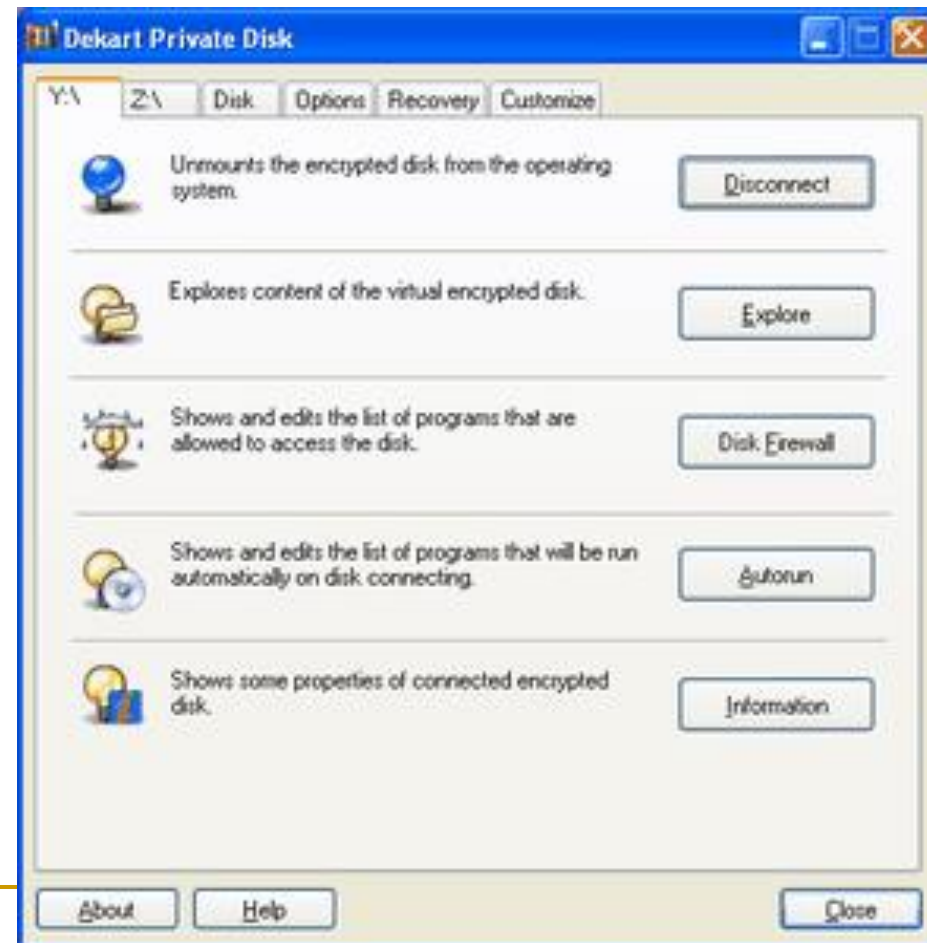 Dekart Private Disk
Y:\ Z:\ Disk Options Recovery Customize
Unmounts the encrypted disk from the operating
system.
Disconnect
Explores content of the virtual encrypted disk.
Explore
Shows and edits the list of programs that are
allowed to access the disk.
Disk Firewall
Shows and edits the list of programs that will be run
automatically on disk connecting.
Autorun
Shows some properties of connected encrypted
disk.
Information
About Help Close